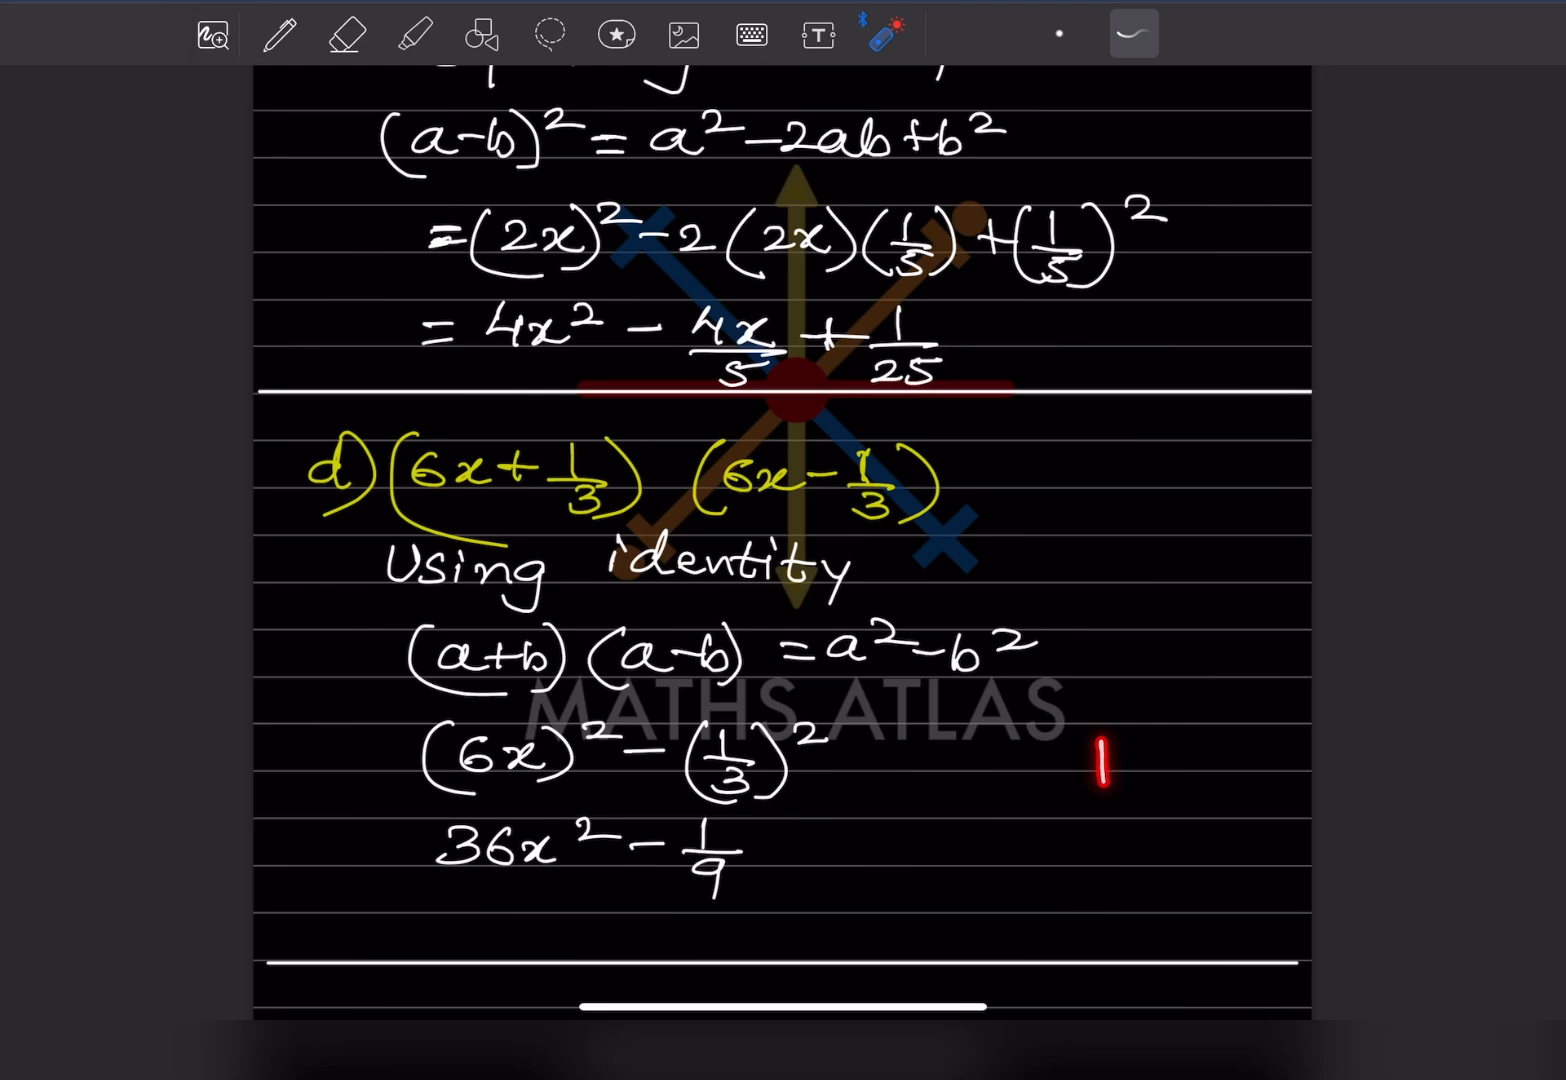 (a-b)² = a² - 2ab + b²
= (2x)² - 2(2x)(1/5) + (1/5)²
= 4x² - 4x/5 + 1/25
d) (6x + 1/3) (6x - 1/3)
Using identity
(a+b) (a-b) = a² - b²
MATHS ATLAS
(6x)² - (1/3)²
36x² - 1/9